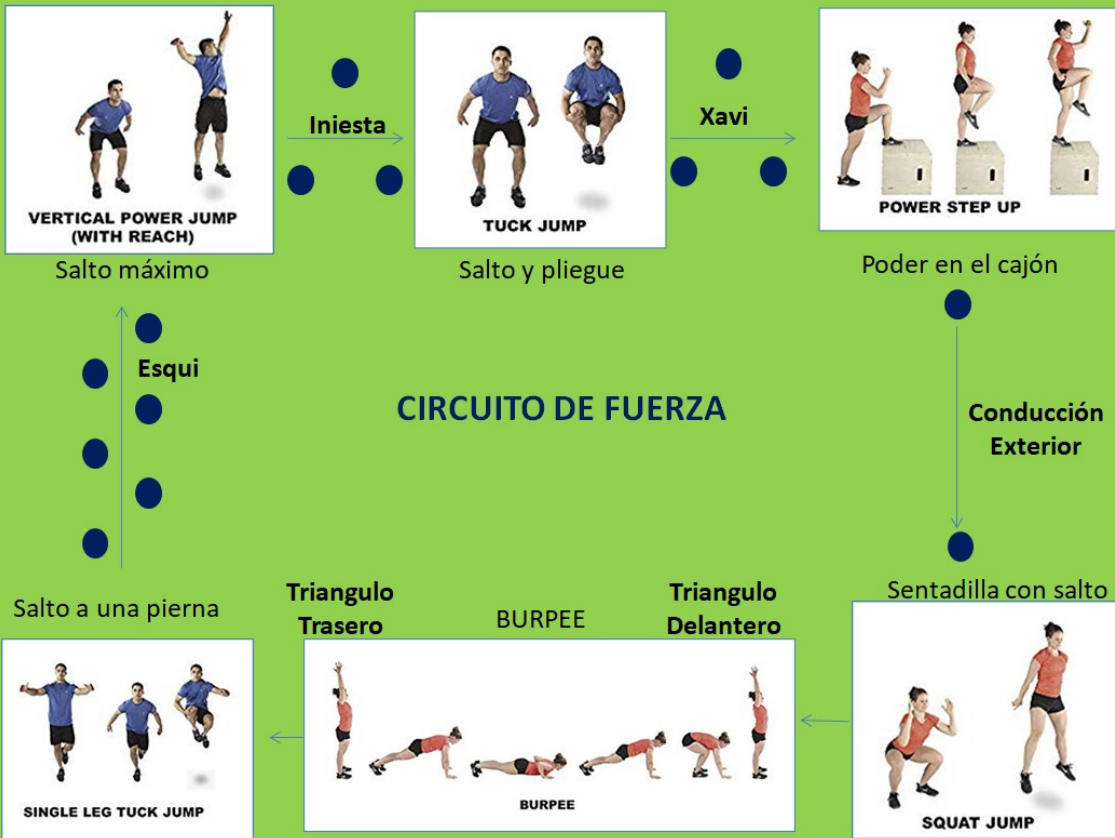 VERTICAL POWER JUMP
(WITH REACH)
Salto máximo
Iniesta
TUCK JUMP
Salto y pliegue
Xavi
POWER STEP UP
Poder en el cajón
Esqui
CIRCUITO DE FUERZA
Conducción
Exterior
Salto a una pierna
SINGLE LEG TUCK JUMP
Triangulo
Trasero
BURPEE
Triangulo
Delantero
BURPEE
Sentadilla con salto
SQUAT JUMP